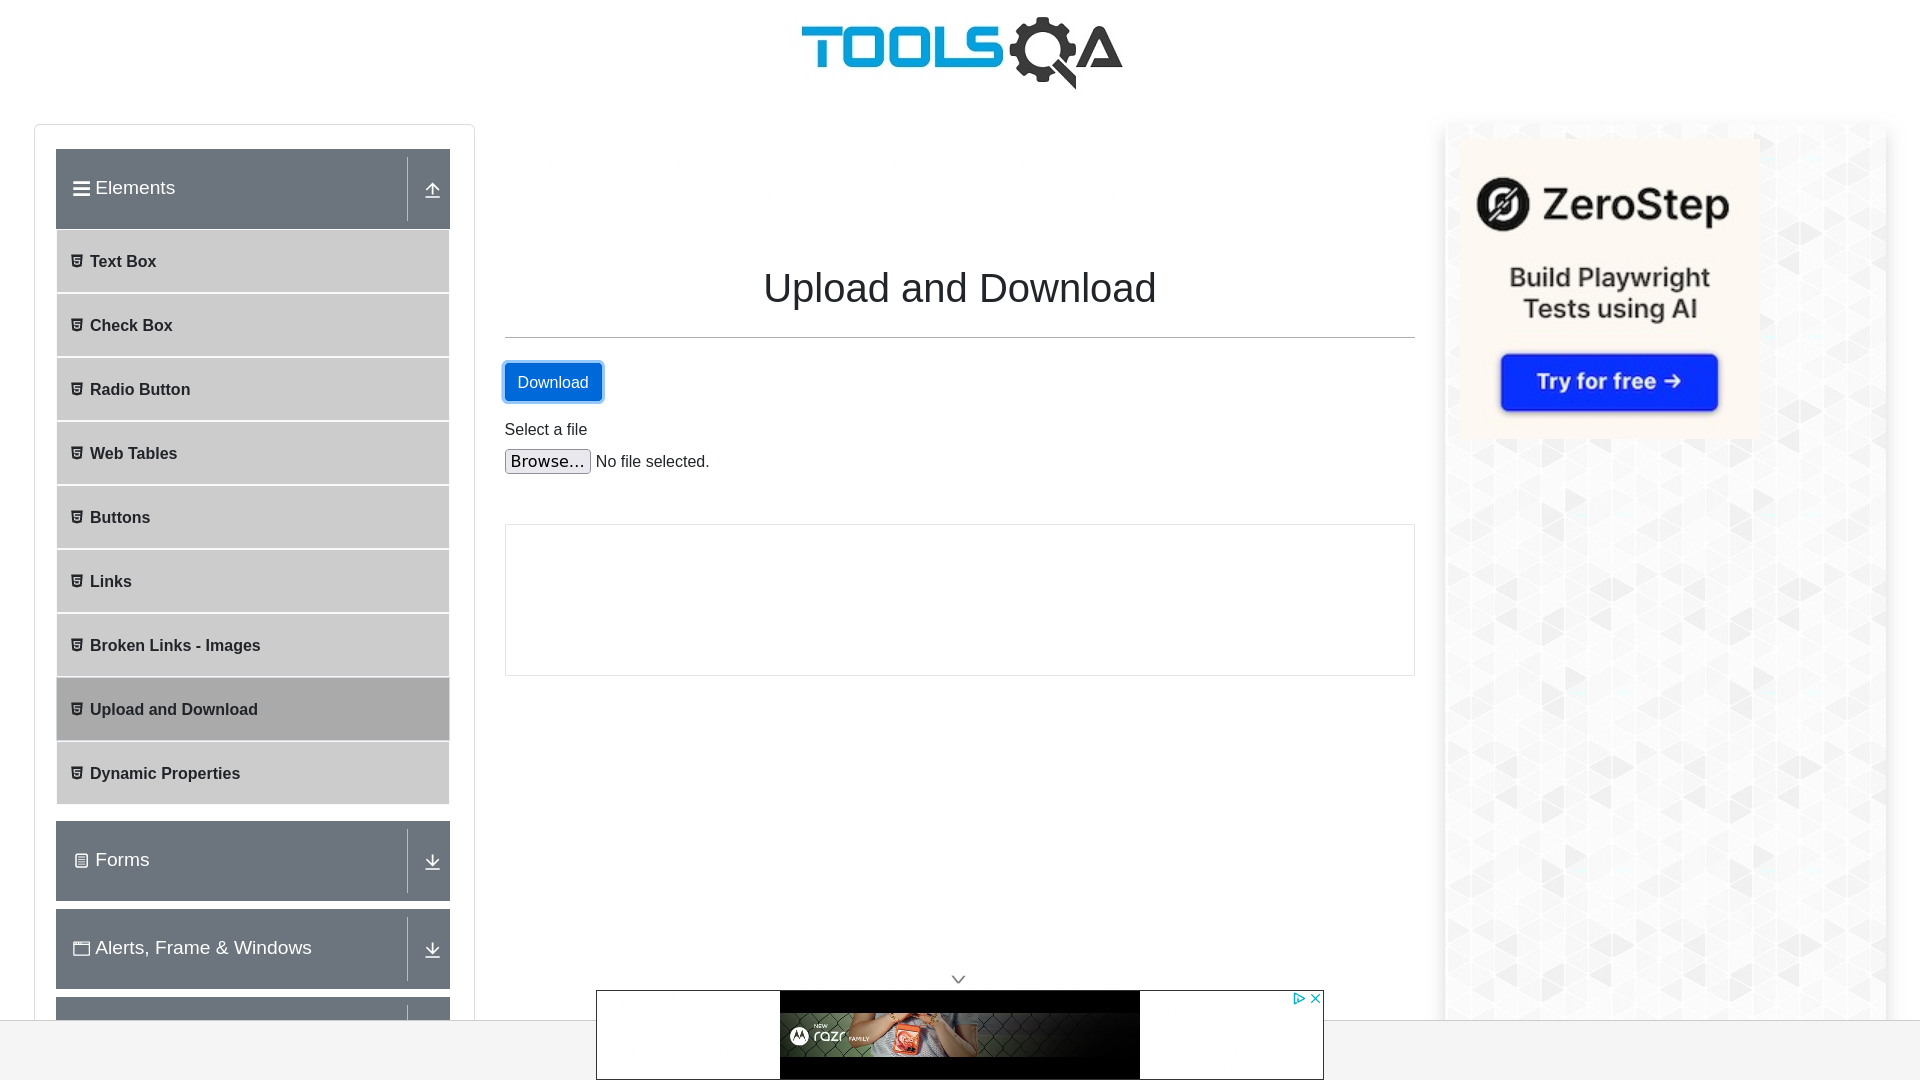 TOOLSQA
Elements
Text Box
Check Box
Radio Button
Web Tables
Buttons
Links
Broken Links - Images
Upload and Download
Dynamic Properties
Forms
Alerts, Frame & Windows
Upload and Download
Download
Select a file
Browse... No file selected.
ZeroStep
Build Playwright
Tests using AI
Try for free →
NEW
razr FAMILY